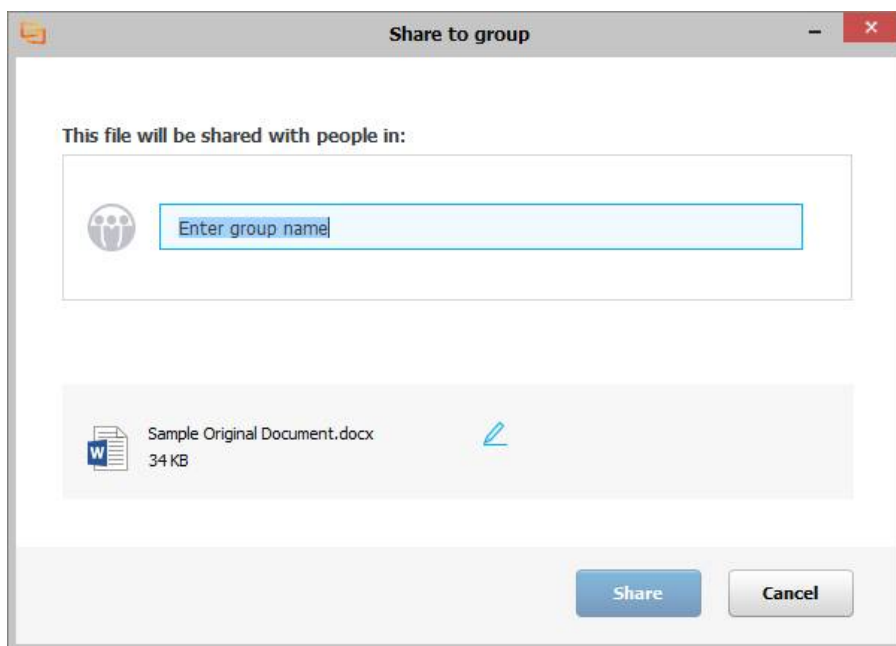 Share to group
This file will be shared with people in:
Enter group name
Sample Original Document.docx
W
34 KB
Share
Cancel